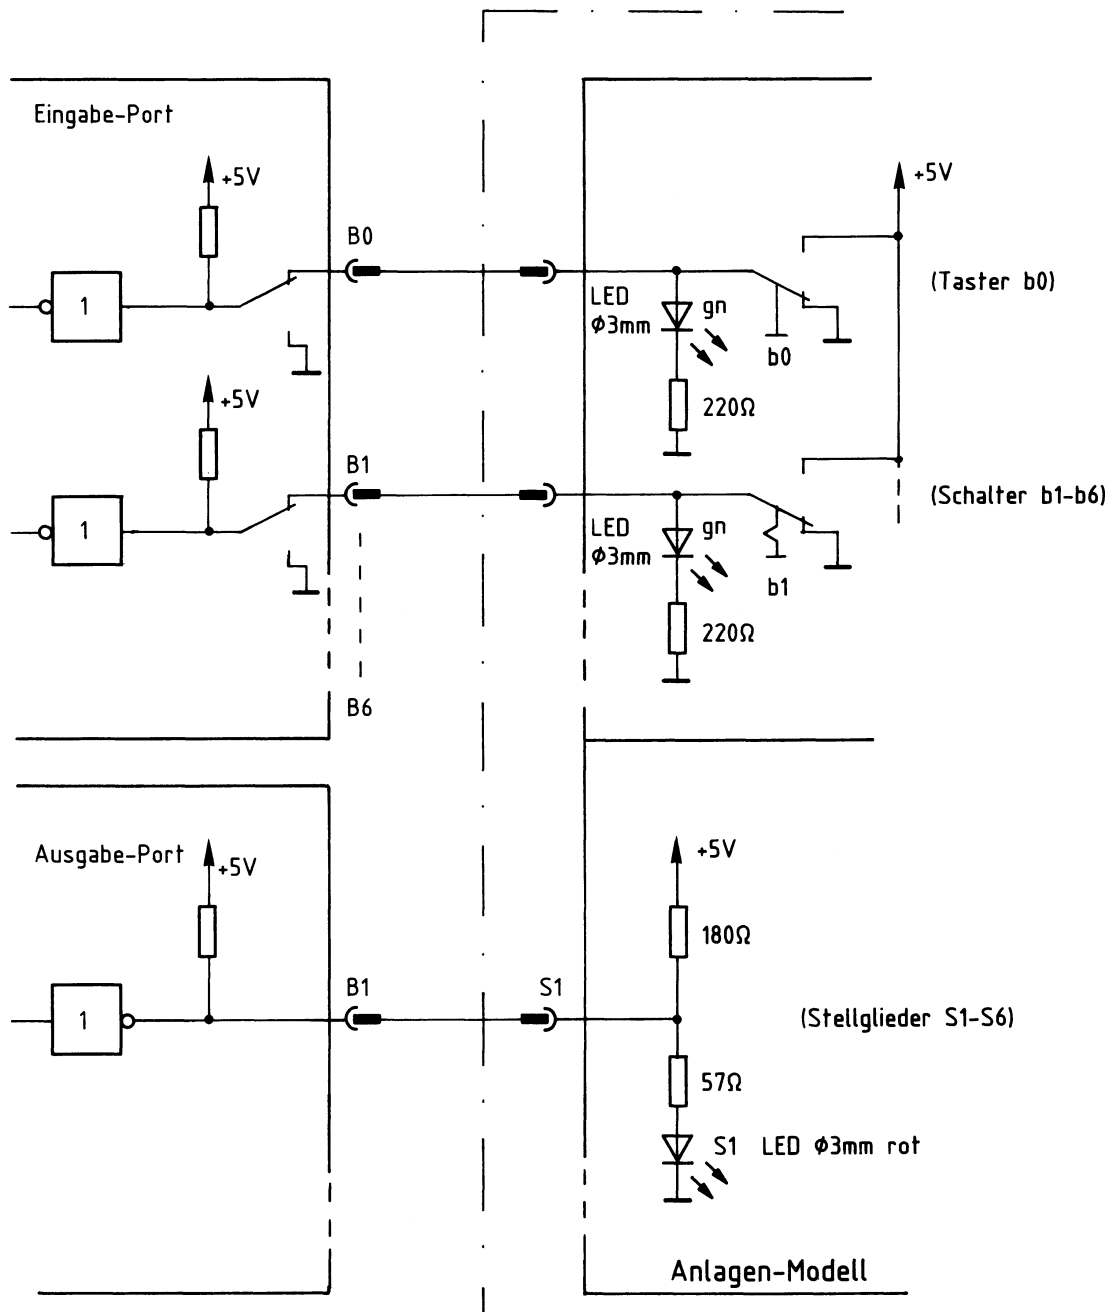 Eingabe-Port
+5V
1
B0
+5V
1
B1
B6
LED
ϕ3mm
gn
220Ω
b0
+5V
(Taster b0)
LED
ϕ3mm
gn
220Ω
b1
(Schalter b1-b6)
Ausgabe-Port
+5V
1
B1
S1
+5V
180Ω
(Stellglieder S1-S6)
57Ω
S1 LED ϕ3mm rot
Anlagen-Modell